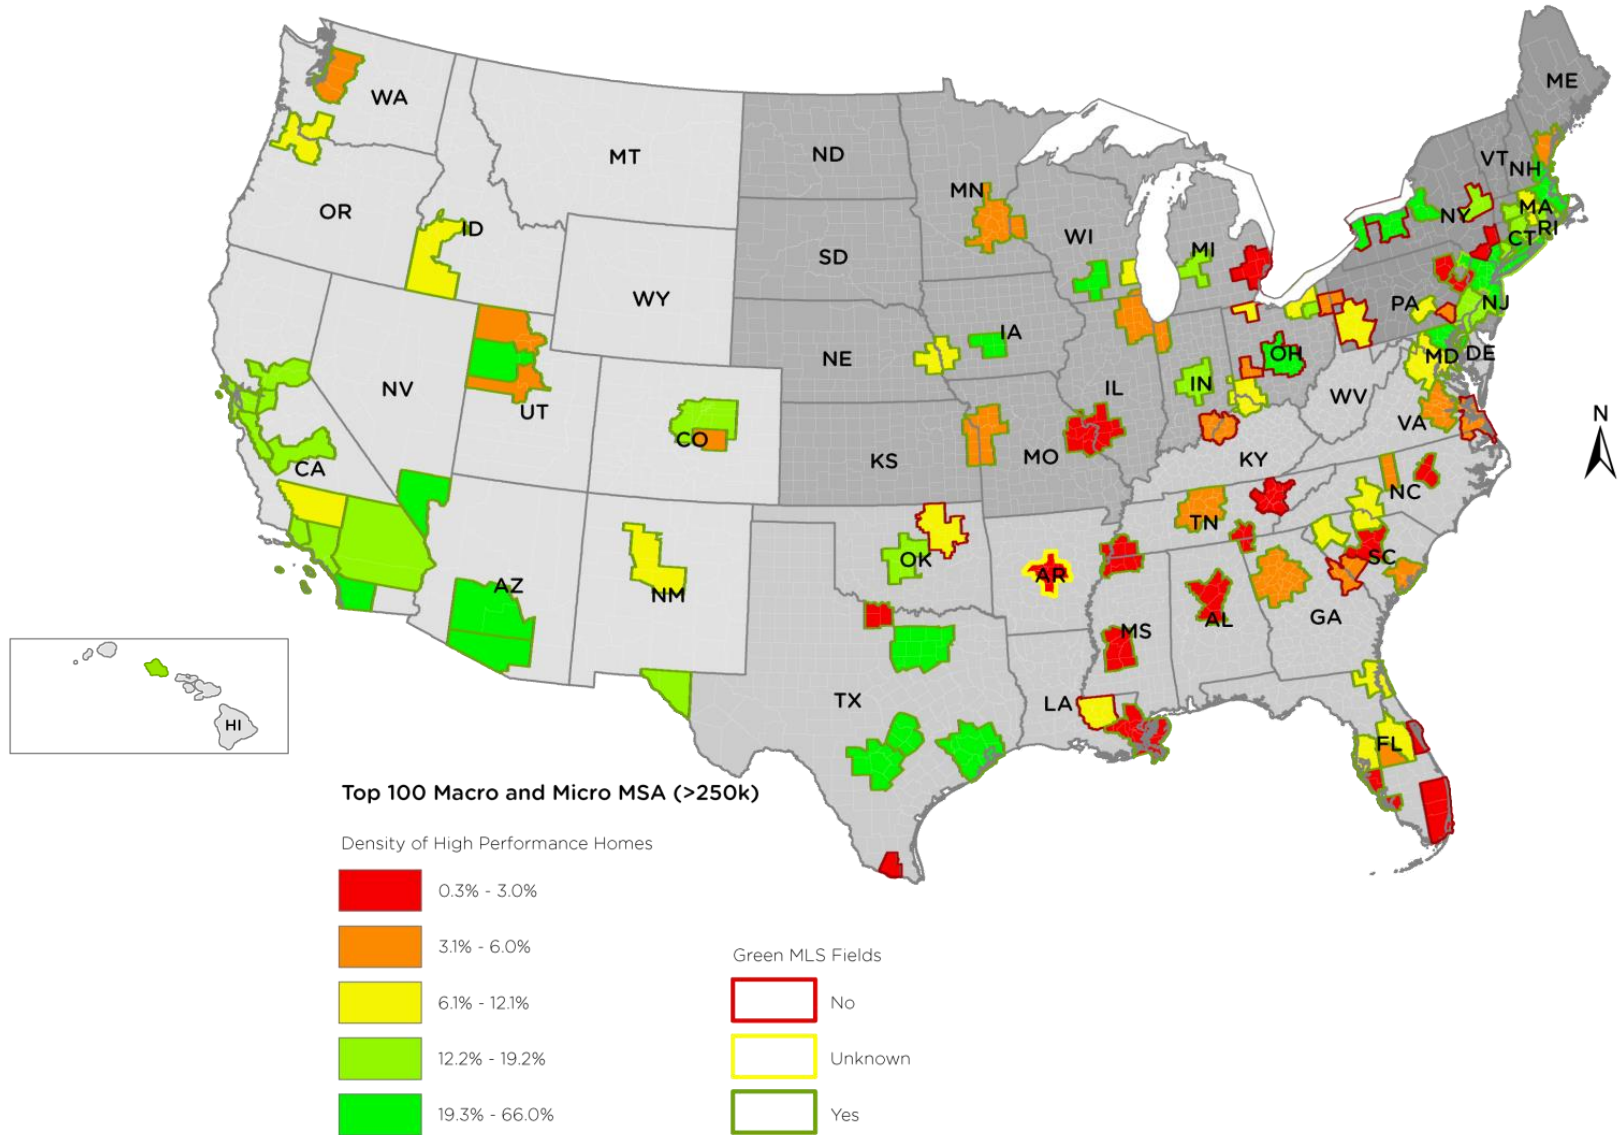 ME
WA
VT
NH
MT
ND
MN
OR
ID
NY
MA
RI
CT
WI
MI
SD
WY
PA
NJ
IA
NE
OH
MD
DE
NV
UT
IL
IN
WV
VA
CO
CA
KS
MO
KY
NC
TN
OK
AR
SC
AZ
NM
MS
AL
GA
TX
LA
FL
HI
N
Top 100 Macro and Micro MSA (>250k)
Density of High Performance Homes
0.3% - 3.0%
3.1% - 6.0%
6.1% - 12.1%
12.2% - 19.2%
19.3% - 66.0%
Green MLS Fields
No
Unknown
Yes